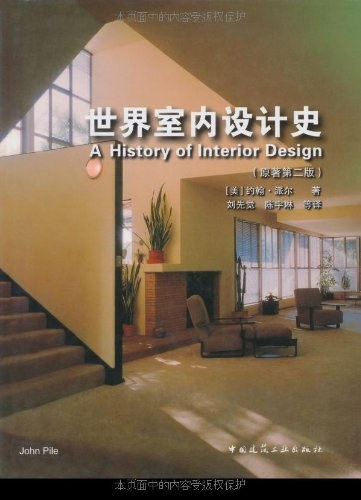 本页面中的内容受版权保护
世界室内设计史
A History of Interior Design
（原著第二版）
［美］约翰·派尔 著
刘先觉 陈宇琳 等译
John Pile
中国建筑工业出版社
本页面中的内容受版权保护